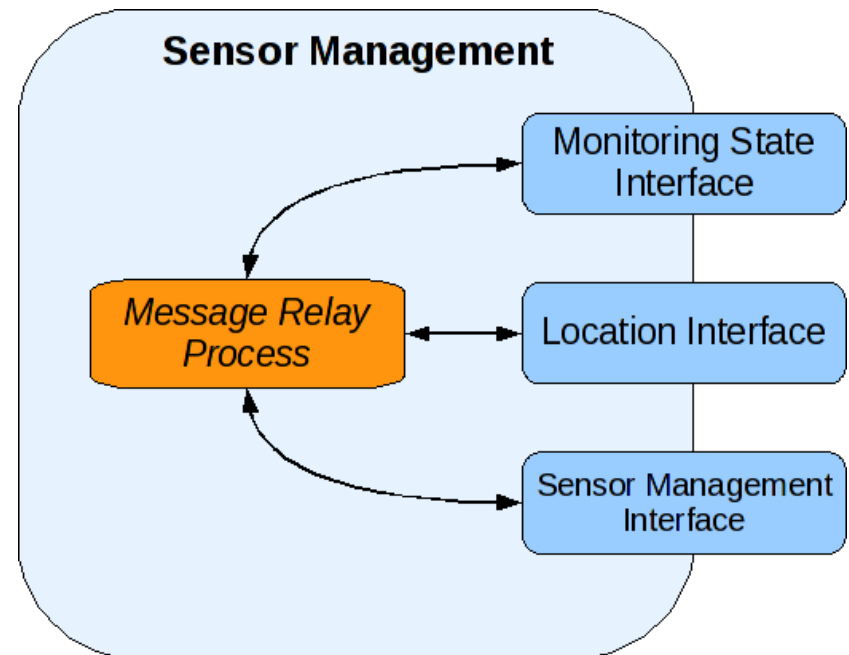 Sensor Management
Monitoring State
Interface
Message Relay
Process
Location Interface
Sensor Management
Interface